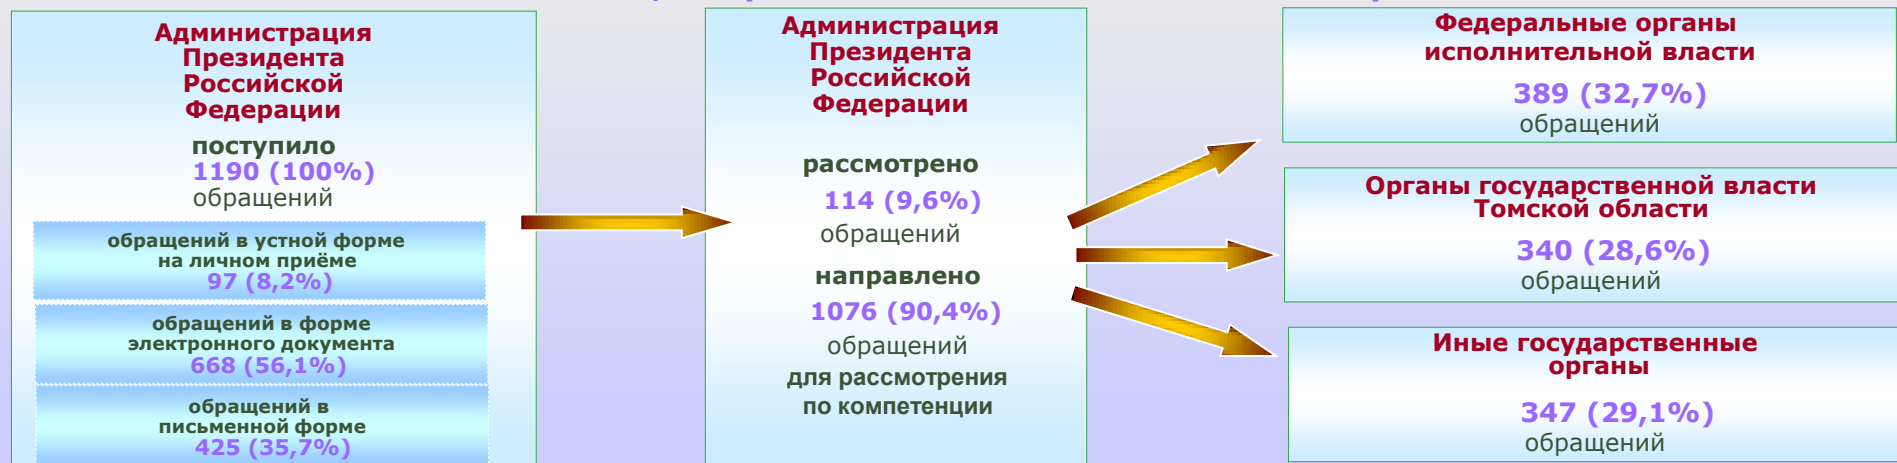 Администрация
Президента
Российской
Федерации
поступило
1190 (100%)
обращений
обращений в устной форме
на личном приёме
97 (8,2%)
обращений в форме
электронного документа
668 (56,1%)
обращений в
письменной форме
425 (35,7%)
Администрация
Президента
Российской
Федерации
рассмотрено
114 (9,6%)
обращений
направлено
1076 (90,4%)
обращений
для рассмотрения
по компетенции
Федеральные органы
исполнительной власти
389 (32,7%)
обращений
Органы государственной власти
Томской области
340 (28,6%)
обращений
Иные государственные
органы
347 (29,1%)
обращений